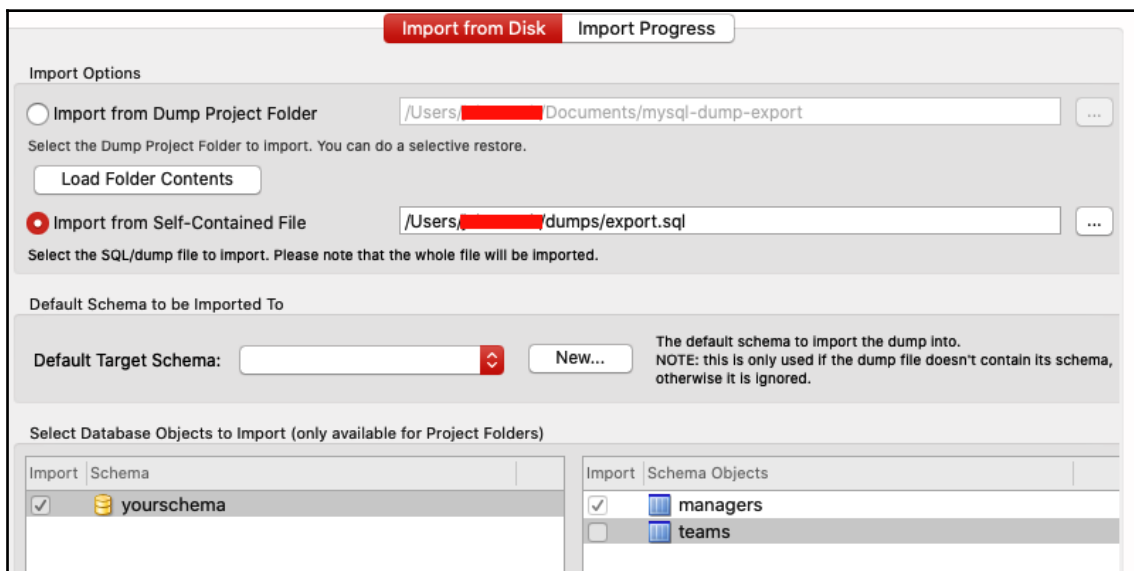 Import from Disk Import Progress
Import Options
Import from Dump Project Folder /Users/ /Documents/mysql-dump-export ...
Select the Dump Project Folder to import. You can do a selective restore.
Load Folder Contents
Import from Self-Contained File /Users/ /dumps/export.sql ...
Select the SQL/dump file to import. Please note that the whole file will be imported.
Default Schema to be Imported To
The default schema to import the dump into.
Default Target Schema: New... NOTE: this is only used if the dump file doesn't contain its schema,
otherwise it is ignored.
Select Database Objects to Import (only available for Project Folders)
Import Schema Import Schema Objects
yourschema managers
teams